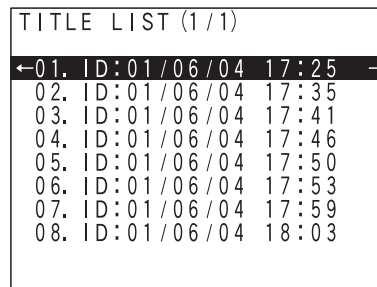 TITLE LIST(1/1)
←01. ID:01/06/04 17:25 →
02. ID:01/06/04 17:35
03. ID:01/06/04 17:41
04. ID:01/06/04 17:46
05. ID:01/06/04 17:50
06. ID:01/06/04 17:53
07. ID:01/06/04 17:59
08. ID:01/06/04 18:03